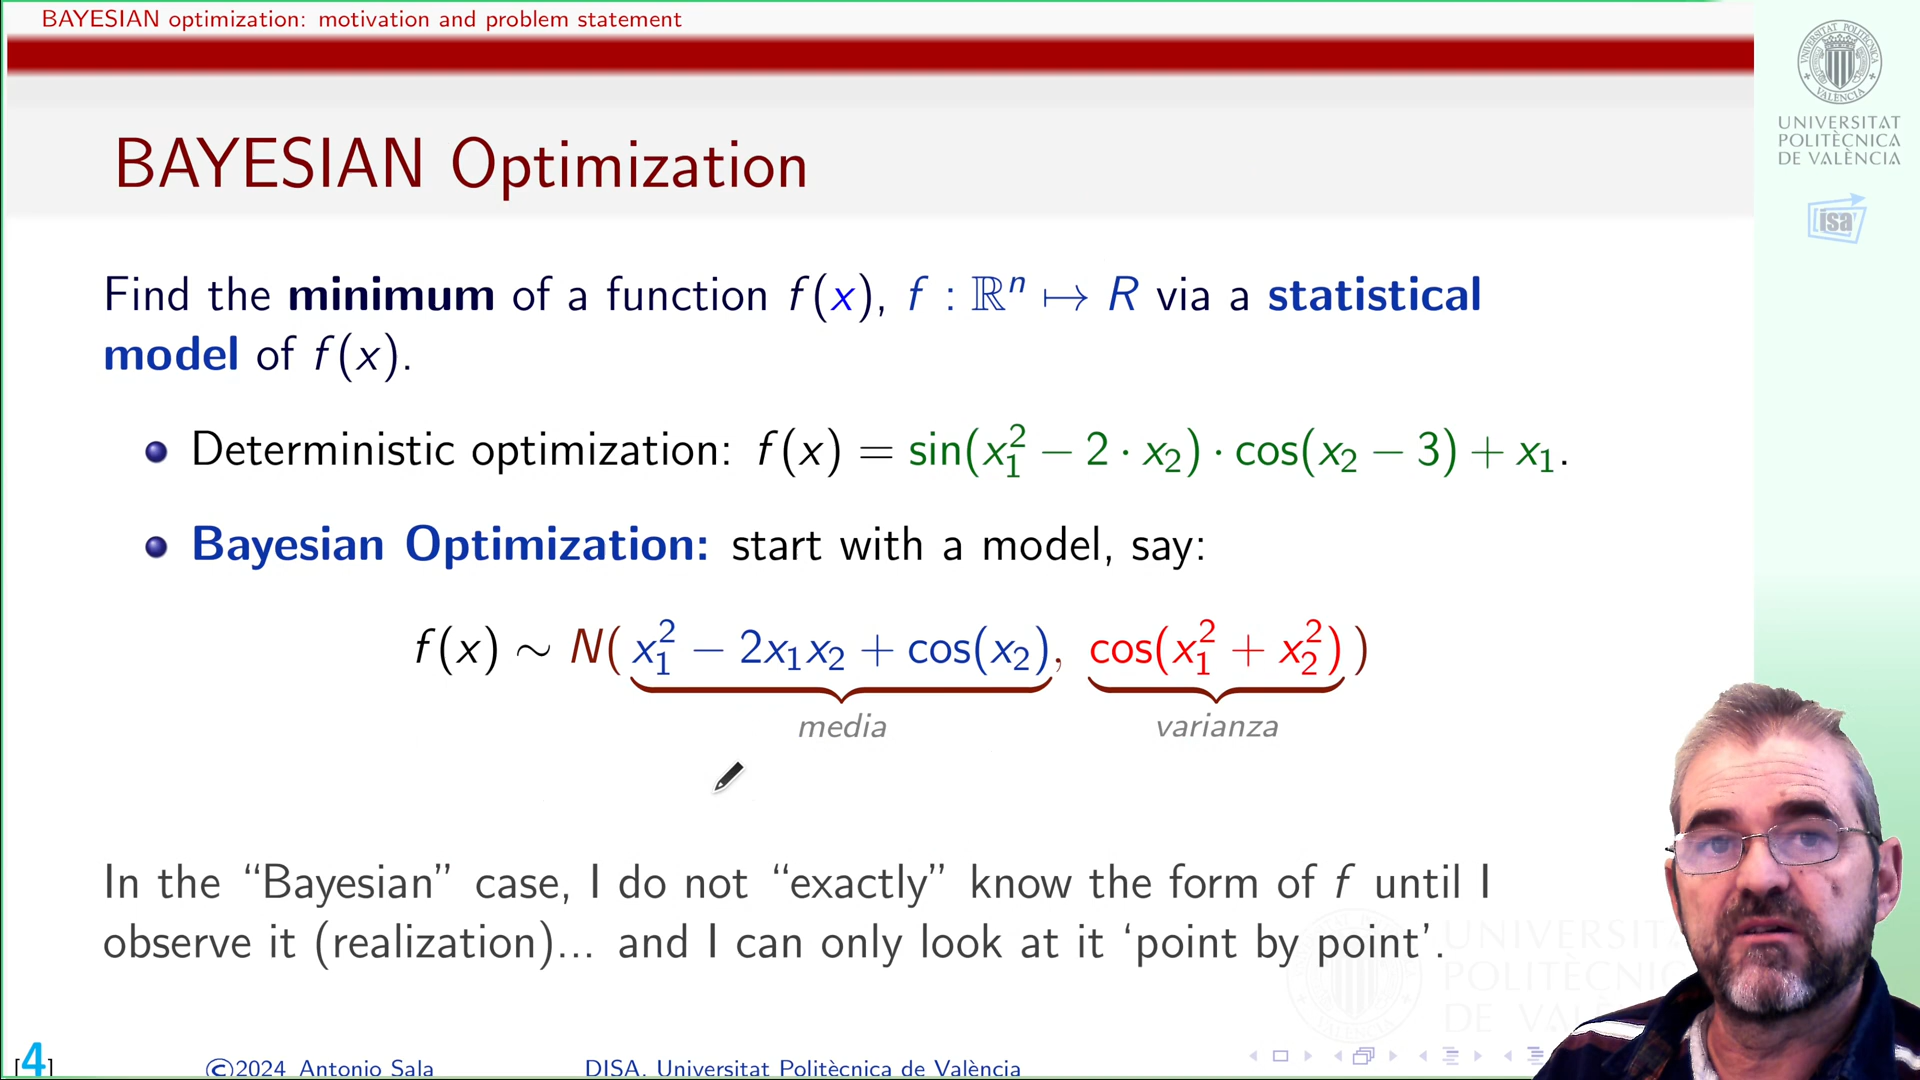 BAYESIAN optimization: motivation and problem statement
BAYESIAN Optimization
Find the minimum of a function f(x), f : ℝⁿ ↦ R via a statistical
model of f(x).
Deterministic optimization: f(x) = sin(x₁² − 2 · x₂) · cos(x₂ − 3) + x₁.
Bayesian Optimization: start with a model, say:
f(x) ∼ N( x₁² − 2x₁x₂ + cos(x₂), cos(x₁² + x₂²) )
media varianza
In the “Bayesian” case, I do not “exactly” know the form of f until I
observe it (realization)... and I can only look at it ‘point by point’.
[4] ©2024 Antonio Sala DISA. Universitat Politècnica de València
UNIVERSITAT
POLITÈCNICA
DE VALÈNCIA
isa